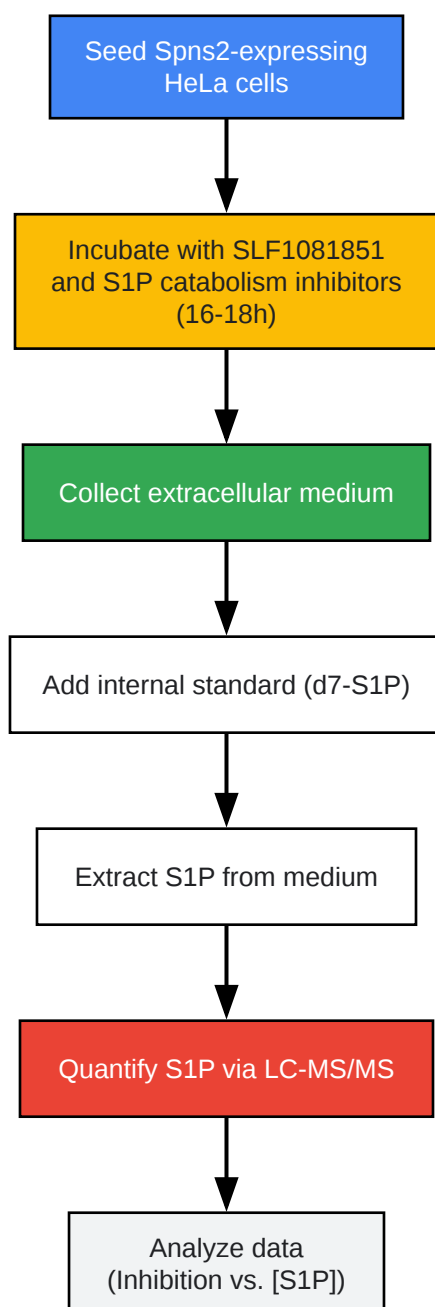 Seed Spns2-expressing
HeLa cells
Incubate with SLF1081851
and S1P catabolism inhibitors
(16-18h)
Collect extracellular medium
Add internal standard (d7-S1P)
Extract S1P from medium
Quantify S1P via LC-MS/MS
Analyze data
(Inhibition vs. [S1P])